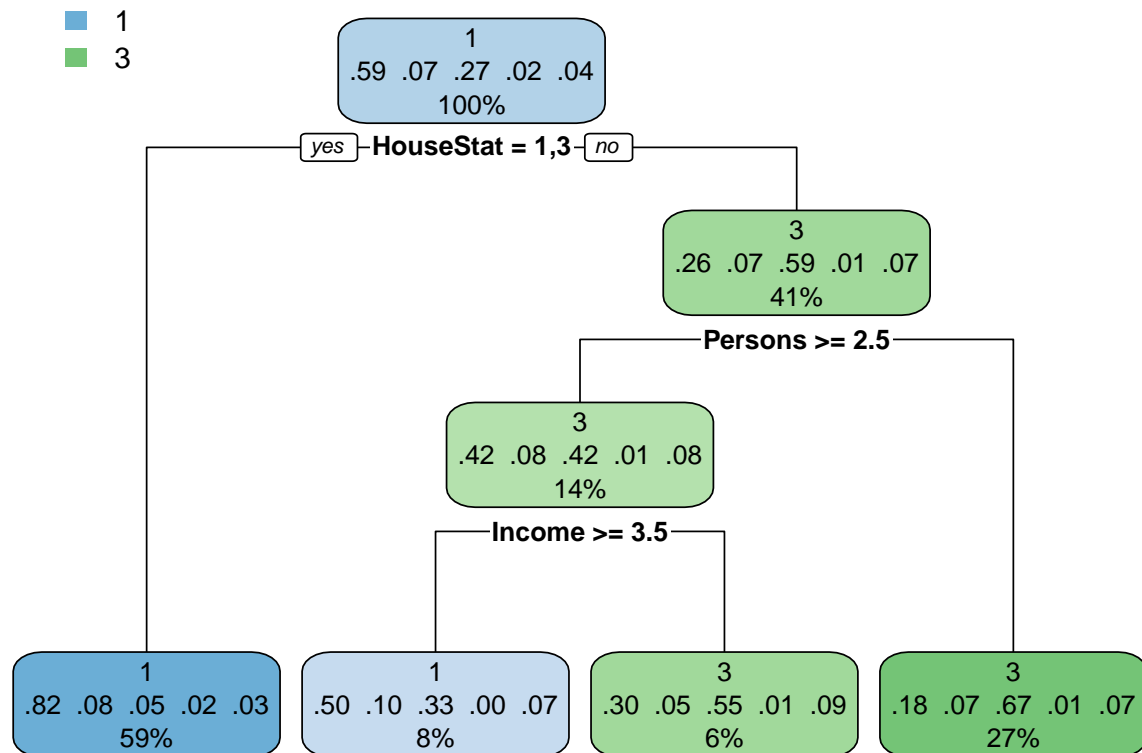 1
3
1
.59 .07 .27 .02 .04
100%
yes HouseStat = 1,3 no
3
.26 .07 .59 .01 .07
41%
Persons >= 2.5
3
.42 .08 .42 .01 .08
14%
Income >= 3.5
1
.82 .08 .05 .02 .03
59%
1
.50 .10 .33 .00 .07
8%
3
.30 .05 .55 .01 .09
6%
3
.18 .07 .67 .01 .07
27%